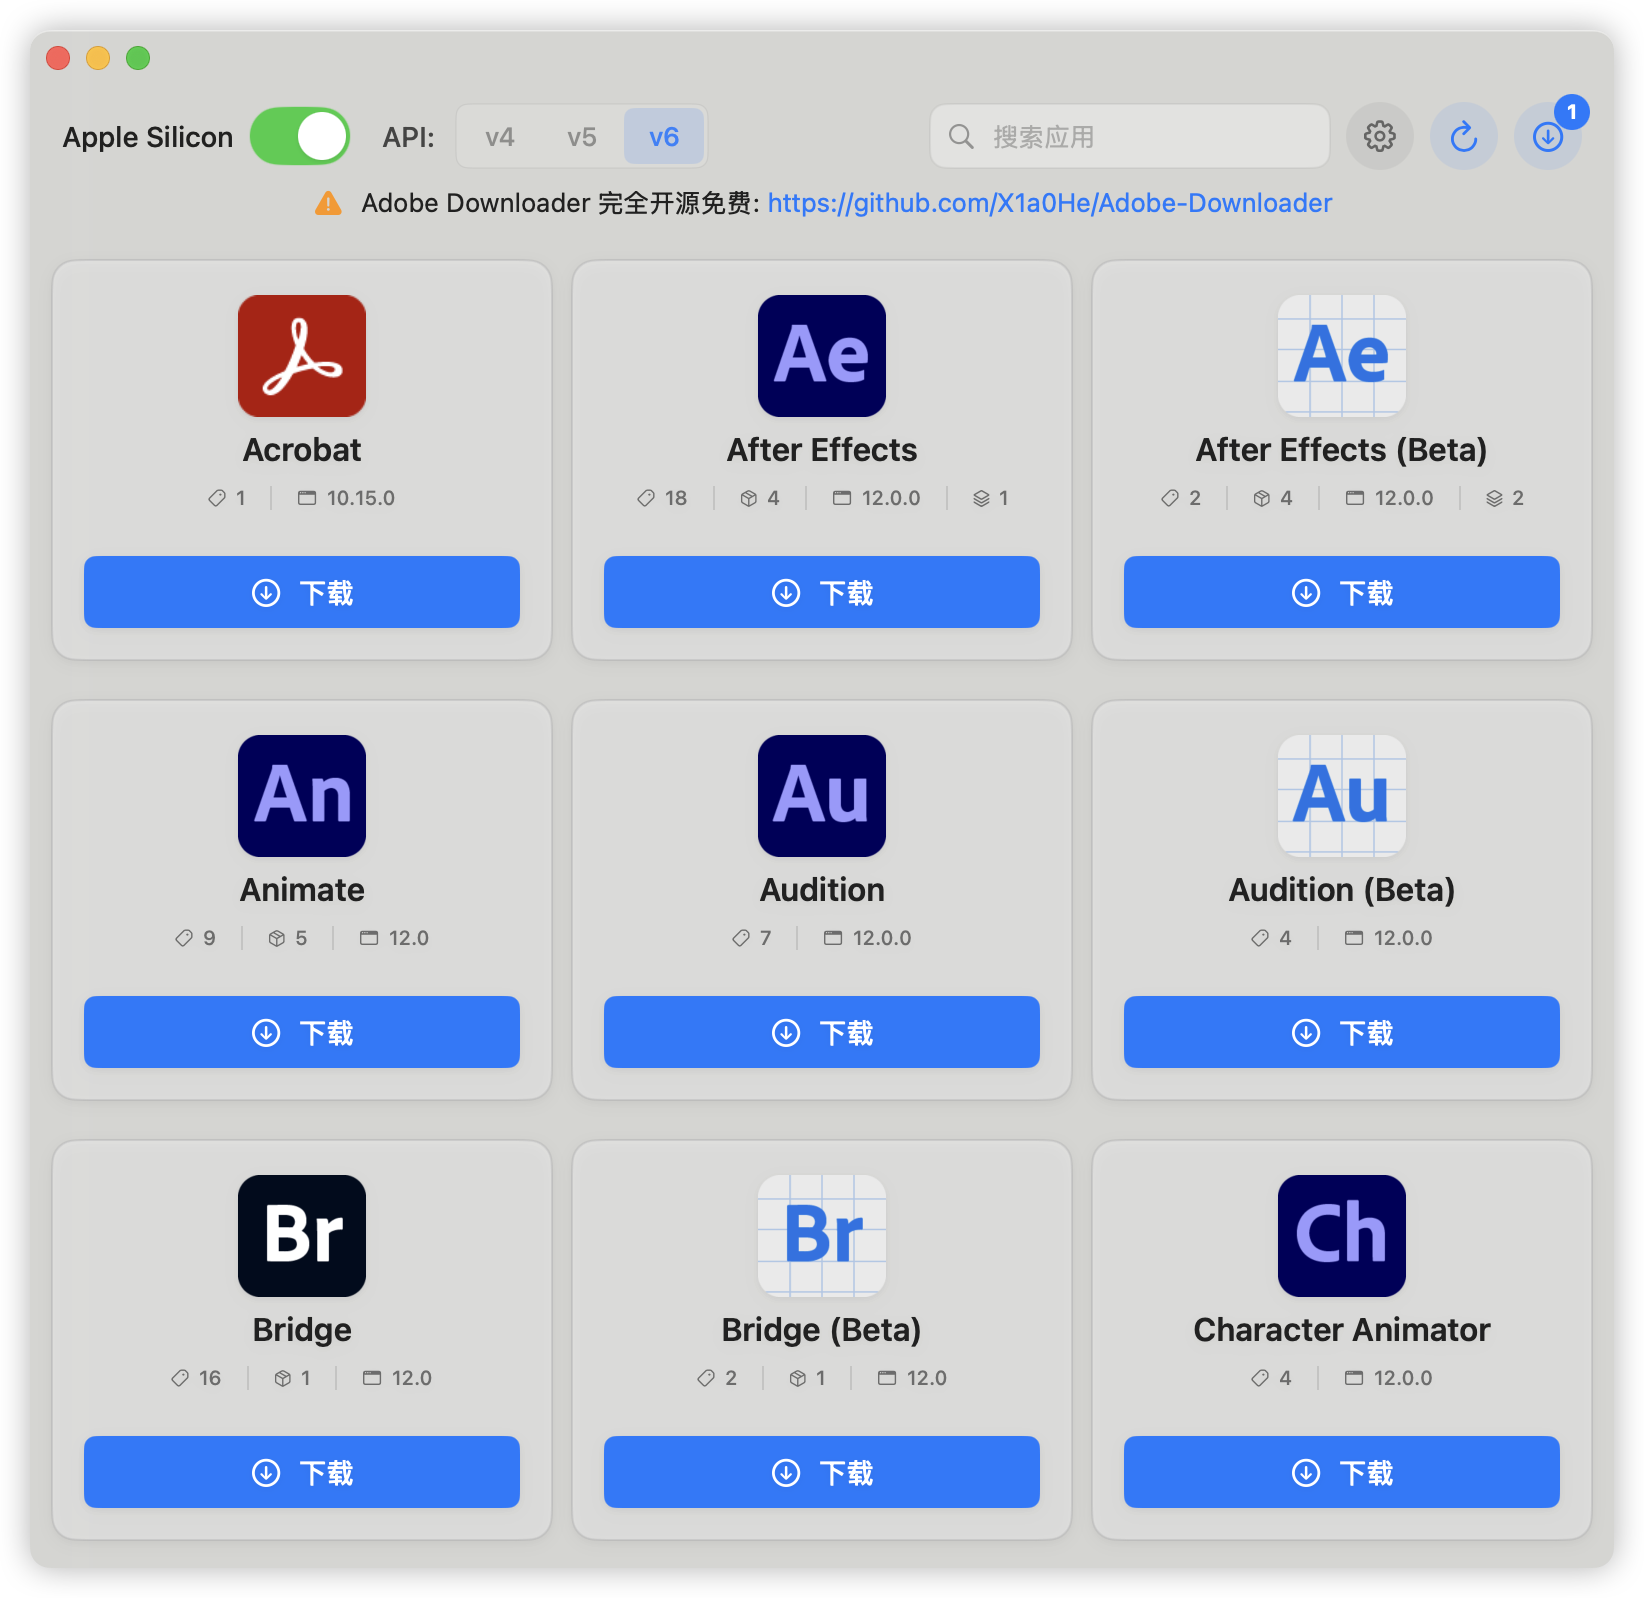 Apple Silicon API: v4 v5 v6 搜索应用 1
Adobe Downloader 完全开源免费: https://github.com/X1a0He/Adobe-Downloader
Ae Ae
Acrobat After Effects After Effects (Beta)
1 10.15.0 18 4 12.0.0 1 2 4 12.0.0 2
下载 下载 下载
An Au Au
Animate Audition Audition (Beta)
9 5 12.0 7 12.0.0 4 12.0.0
下载 下载 下载
Br Br Ch
Bridge Bridge (Beta) Character Animator
16 1 12.0 2 1 12.0 4 12.0.0
下载 下载 下载